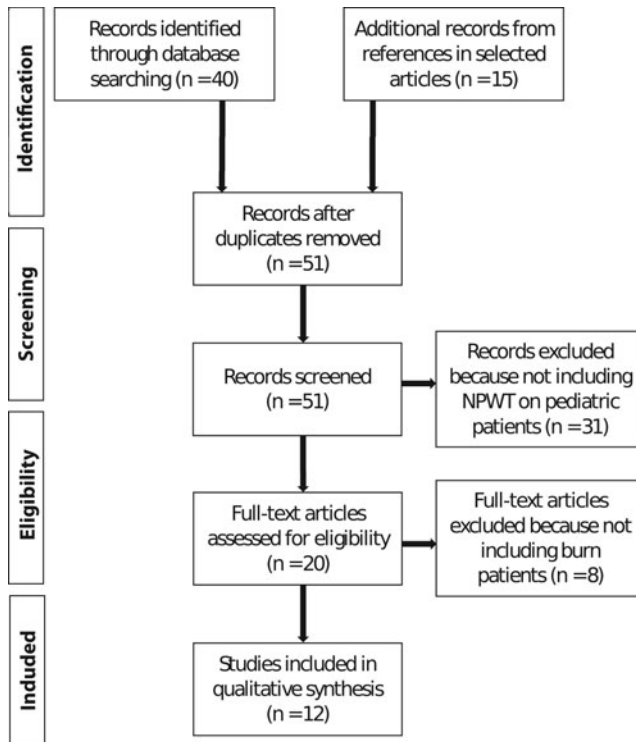 Identification
Records identified
through database
searching (n = 40)
Additional records from
references in selected
articles (n = 15)
Records after
duplicates removed
(n = 51)
Screening
Records screened
(n = 51)
Records excluded
because not including
NPWT on pediatric
patients (n = 31)
Eligibility
Full-text articles
assessed for eligibility
(n = 20)
Full-text articles
excluded because not
including burn
patients (n = 8)
Included
Studies included in
qualitative synthesis
(n = 12)